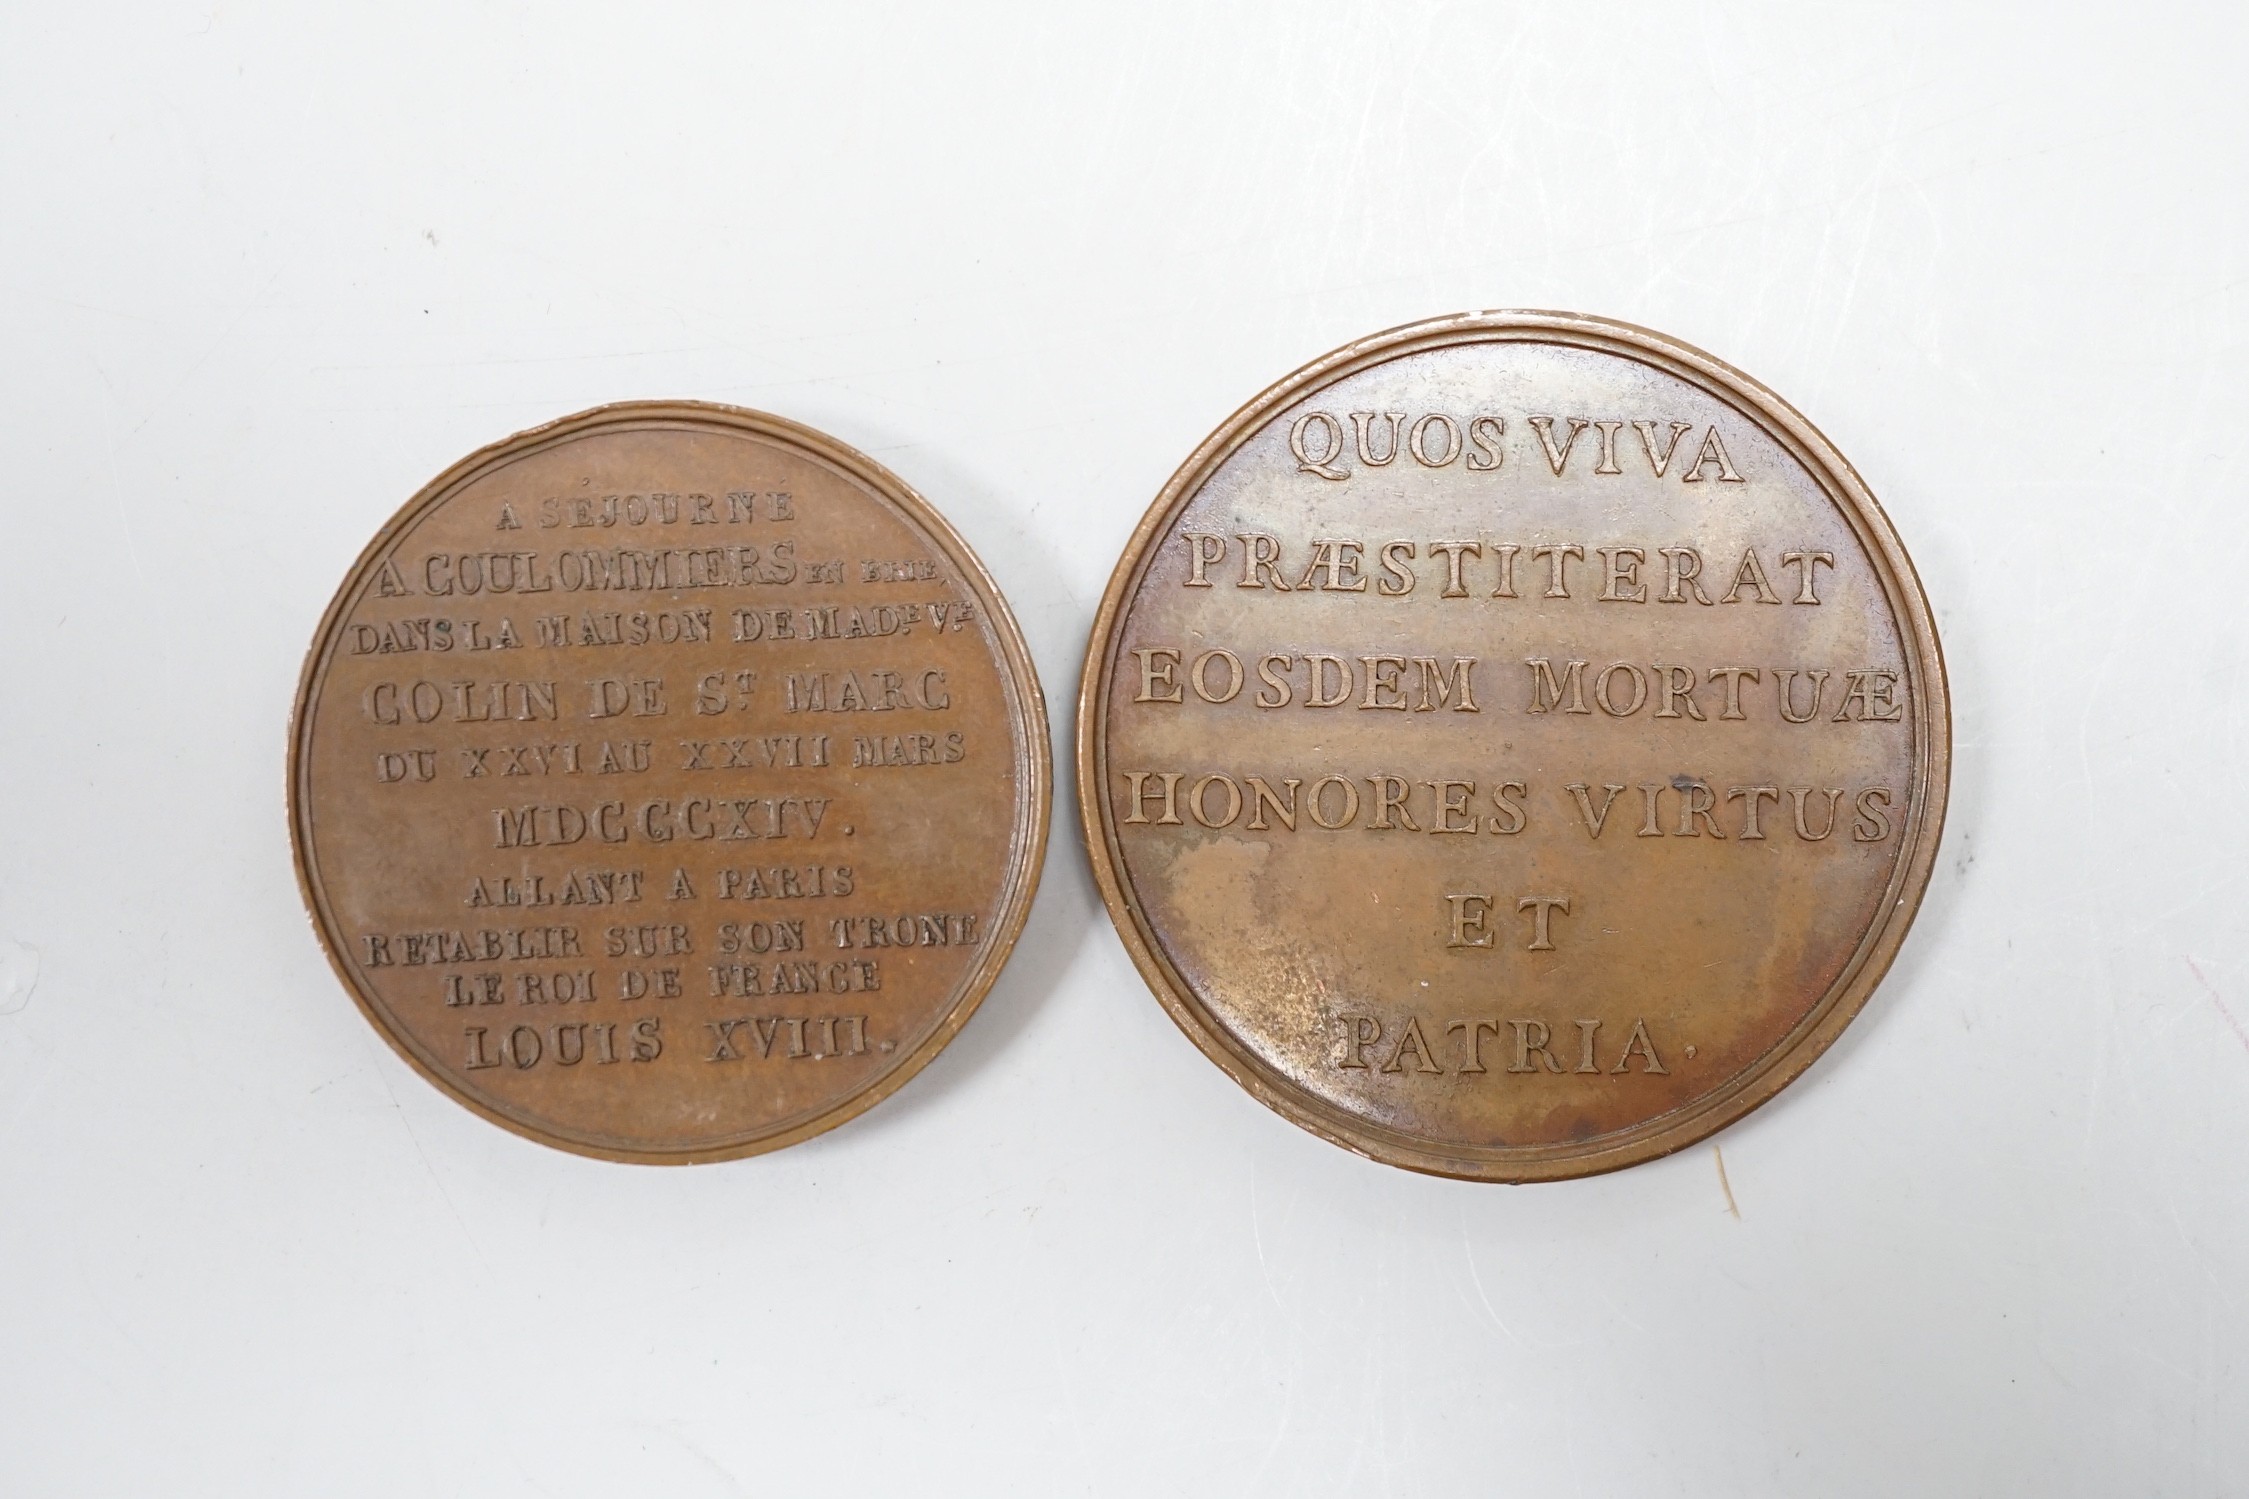 A SÉJOURNÉ
A COULOMMIERS EN BRIE,
DANS LA MAISON DE MAD.E V.E
COLIN DE ST MARC
DU XXVI AU XXVII MARS
MDCCCXIV.
ALLANT A PARIS
RETABLIR SUR SON TRONE
LE ROI DE FRANCE
LOUIS XVIII.
QUOS VIVA
PRÆSTITERAT
EOSDEM MORTUÆ
HONORES VIRTUS
ET
PATRIA.